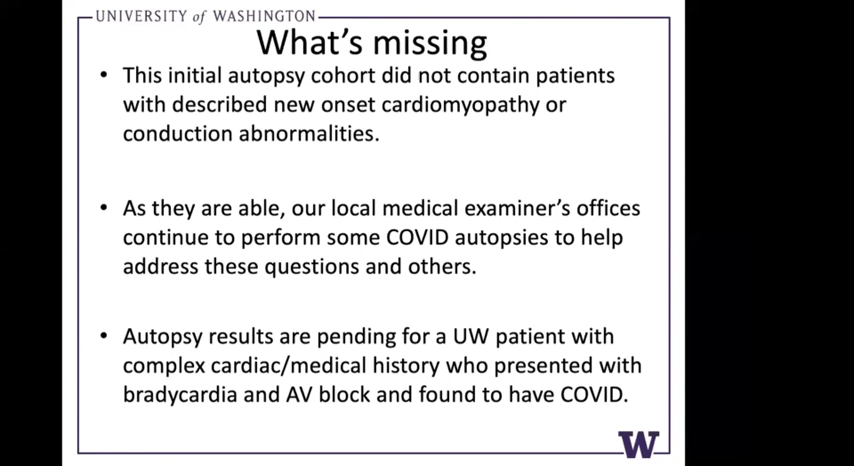 UNIVERSITY of WASHINGTON
What's missing
• This initial autopsy cohort did not contain patients
with described new onset cardiomyopathy or
conduction abnormalities.
• As they are able, our local medical examiner's offices
continue to perform some COVID autopsies to help
address these questions and others.
• Autopsy results are pending for a UW patient with
complex cardiac/medical history who presented with
bradycardia and AV block and found to have COVID.
W